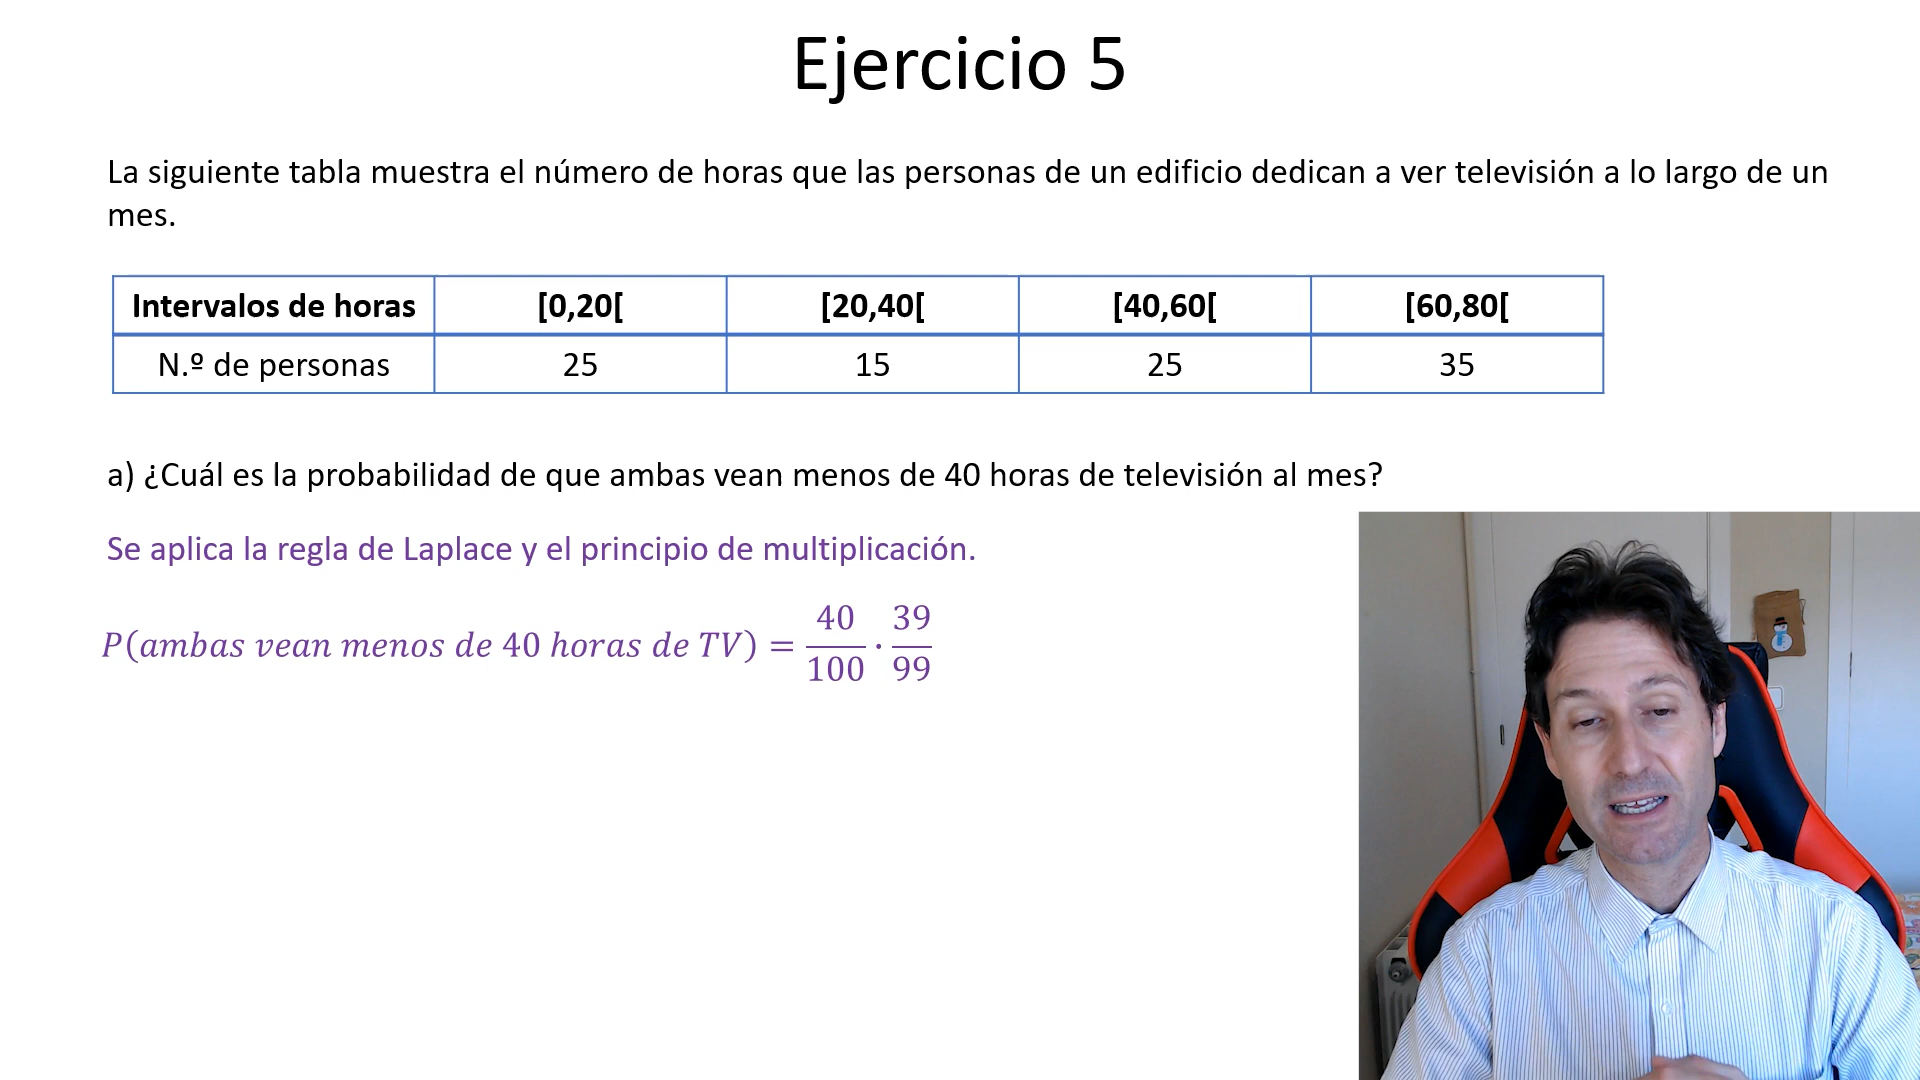 Ejercicio 5
La siguiente tabla muestra el número de horas que las personas de un edificio dedican a ver televisión a lo largo de un
mes.
Intervalos de horas [0,20[ [20,40[ [40,60[ [60,80[
N.º de personas 25 15 25 35
a) ¿Cuál es la probabilidad de que ambas vean menos de 40 horas de televisión al mes?
Se aplica la regla de Laplace y el principio de multiplicación.
P(ambas vean menos de 40 horas de TV) = 40/100 · 39/99